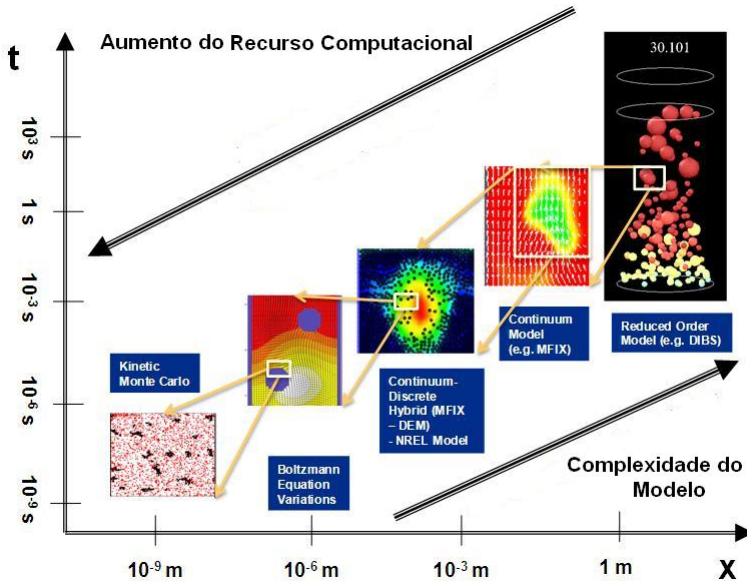 Aumento do Recurso Computacional
t
30.101
10³ s
1 s
10⁻³ s
10⁻⁶ s
10⁻⁹ s
Kinetic
Monte Carlo
Boltzmann
Equation
Variations
Continuum-
Discrete
Hybrid (MFIX
– DEM)
- NREL Model
Continuum
Model
(e.g. MFIX)
Reduced Order
Model (e.g. DIBS)
Complexidade do
Modelo
10⁻⁹ m
10⁻⁶ m
10⁻³ m
1 m
X